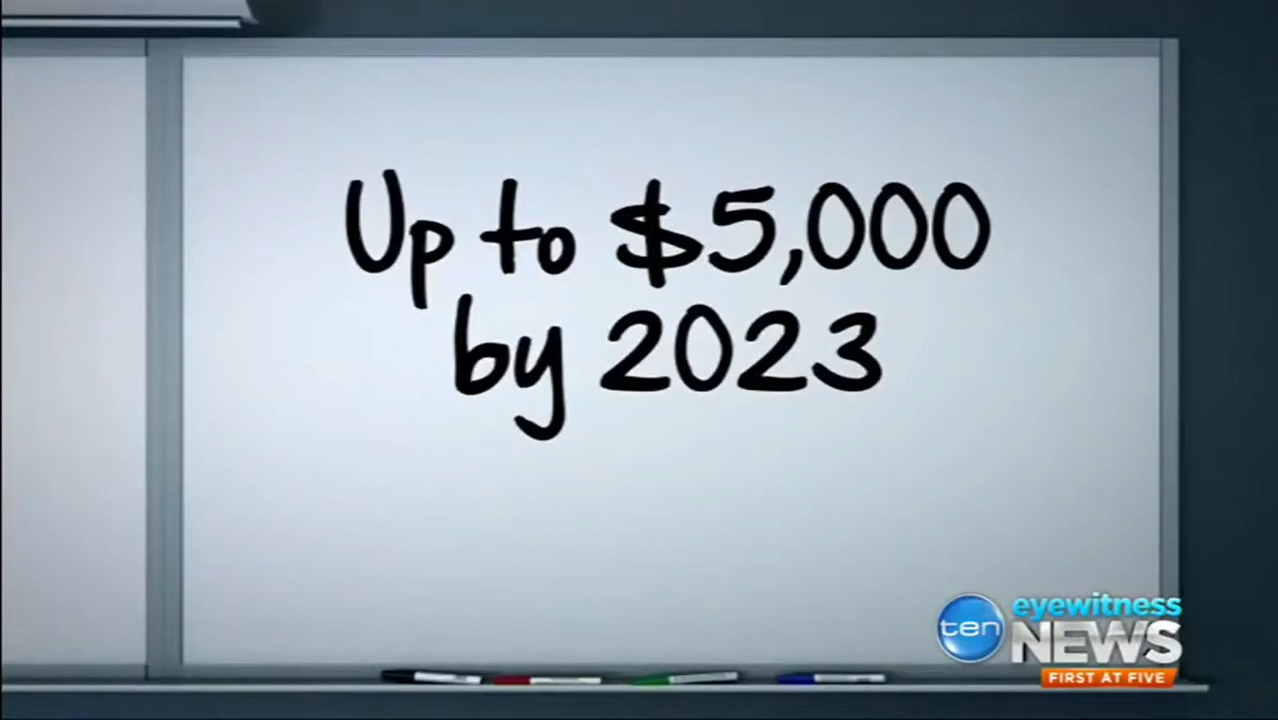 Up to $5,000
by 2023
ten
eyewitness
NEWS
FIRST AT FIVE